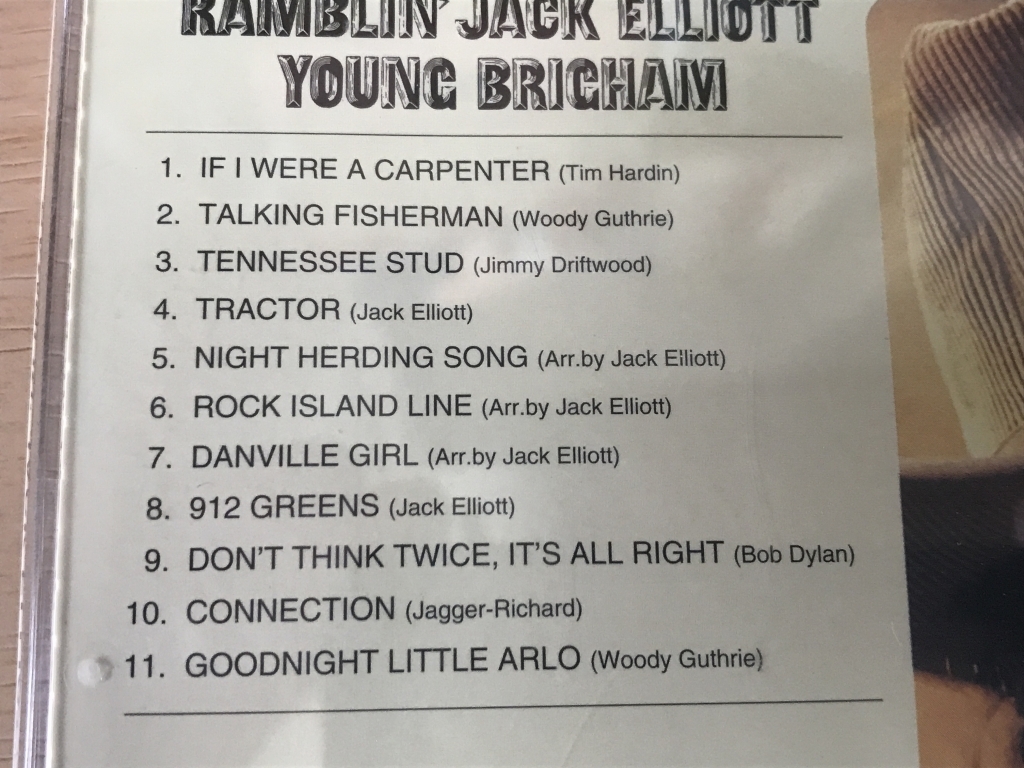 RAMBLIN' JACK ELLIOTT
YOUNG BRIGHAM
1. IF I WERE A CARPENTER (Tim Hardin)
2. TALKING FISHERMAN (Woody Guthrie)
3. TENNESSEE STUD (Jimmy Driftwood)
4. TRACTOR (Jack Elliott)
5. NIGHT HERDING SONG (Arr.by Jack Elliott)
6. ROCK ISLAND LINE (Arr.by Jack Elliott)
7. DANVILLE GIRL (Arr.by Jack Elliott)
8. 912 GREENS (Jack Elliott)
9. DON'T THINK TWICE, IT'S ALL RIGHT (Bob Dylan)
10. CONNECTION (Jagger-Richard)
11. GOODNIGHT LITTLE ARLO (Woody Guthrie)